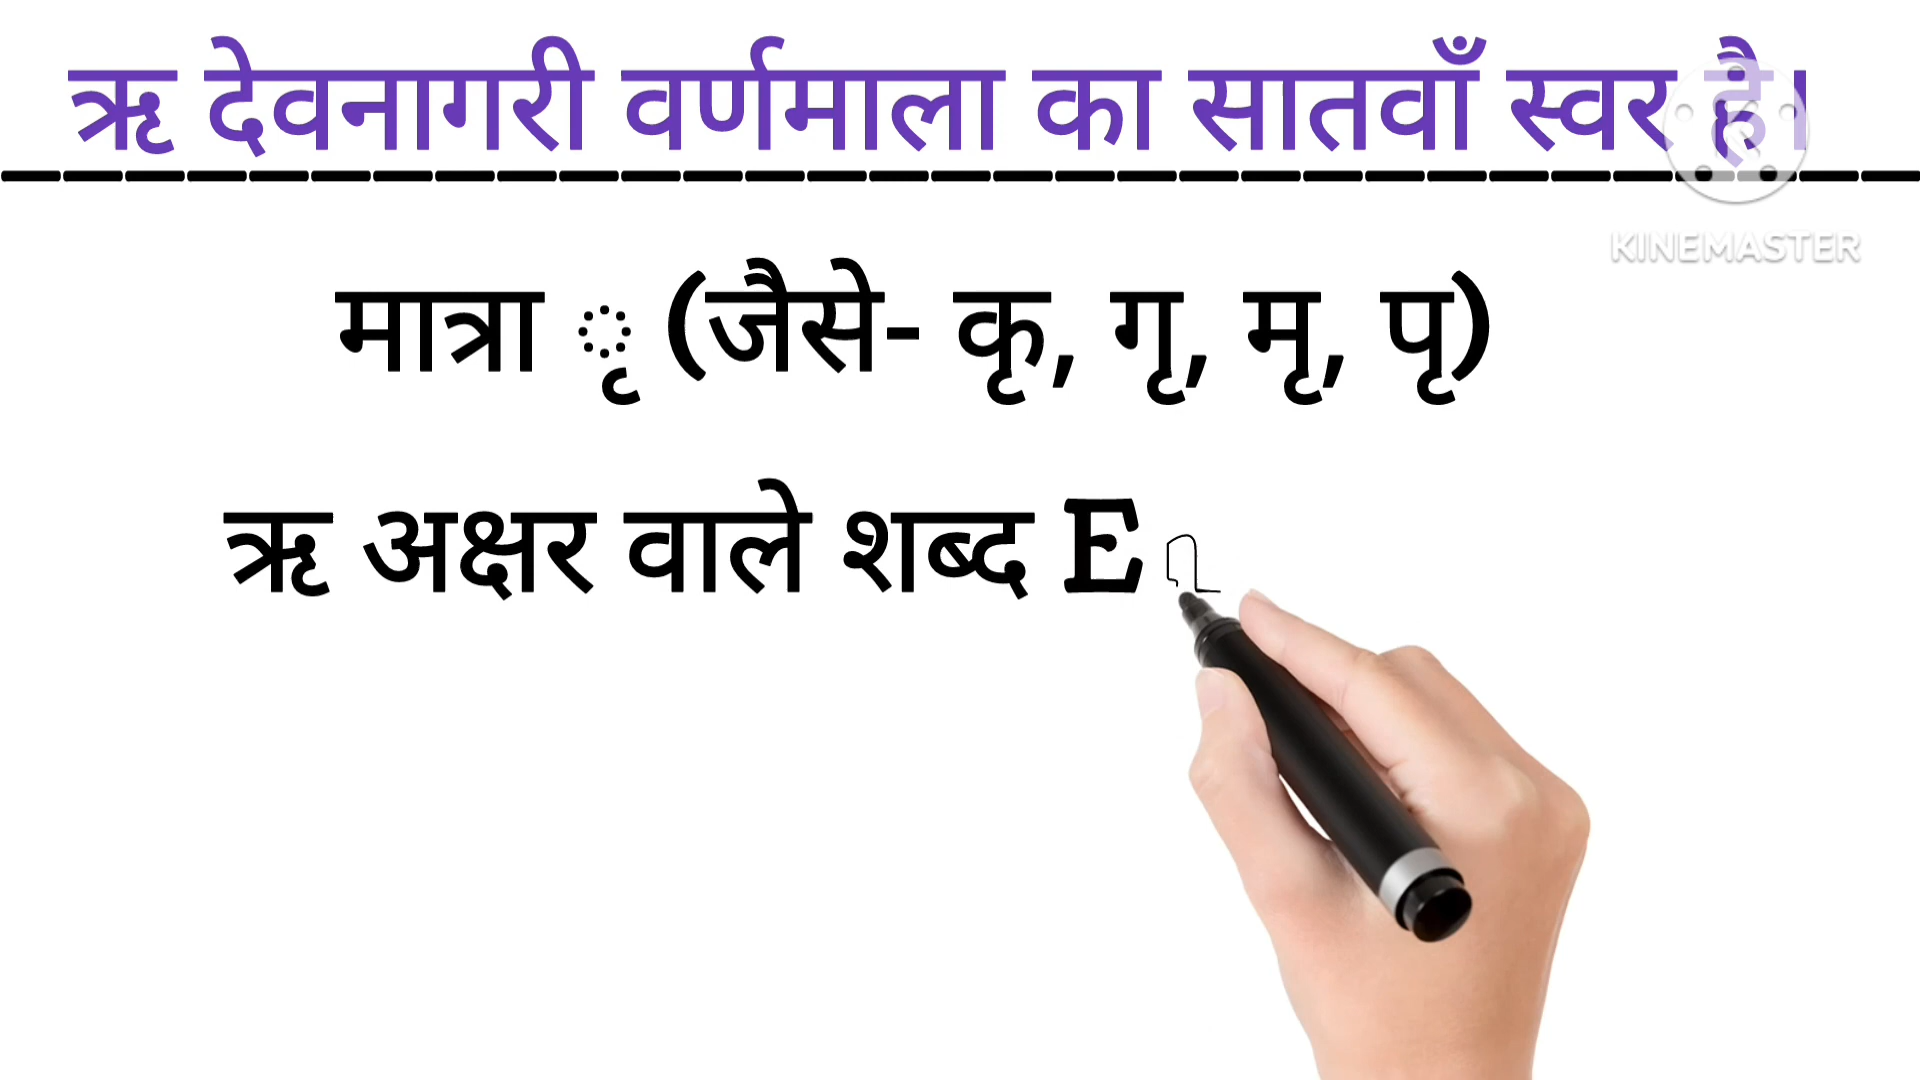 ऋ देवनागरी वर्णमाला का सातवाँ स्वर है।
KINEMASTER
मात्रा ृ (जैसे- कृ, गृ, मृ, पृ)
ऋ अक्षर वाले शब्द E